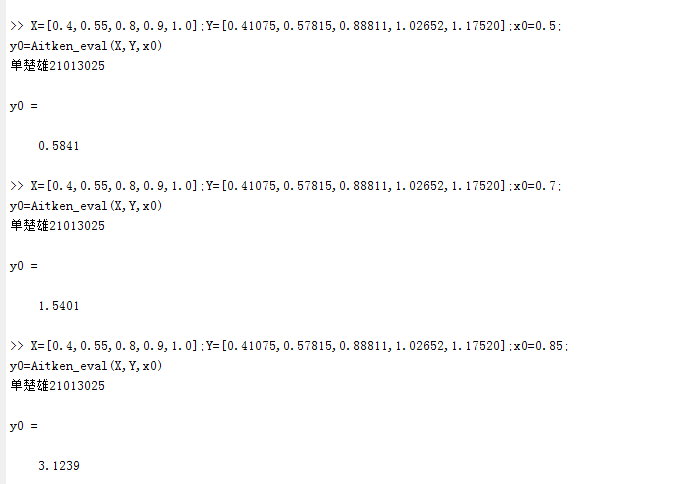 >> X=[0.4,0.55,0.8,0.9,1.0];Y=[0.41075,0.57815,0.88811,1.02652,1.17520];x0=0.5;
y0=Aitken_eval(X,Y,x0)
单楚雄21013025
y0 =
0.5841
>> X=[0.4,0.55,0.8,0.9,1.0];Y=[0.41075,0.57815,0.88811,1.02652,1.17520];x0=0.7;
y0=Aitken_eval(X,Y,x0)
单楚雄21013025
y0 =
1.5401
>> X=[0.4,0.55,0.8,0.9,1.0];Y=[0.41075,0.57815,0.88811,1.02652,1.17520];x0=0.85;
y0=Aitken_eval(X,Y,x0)
单楚雄21013025
y0 =
3.1239